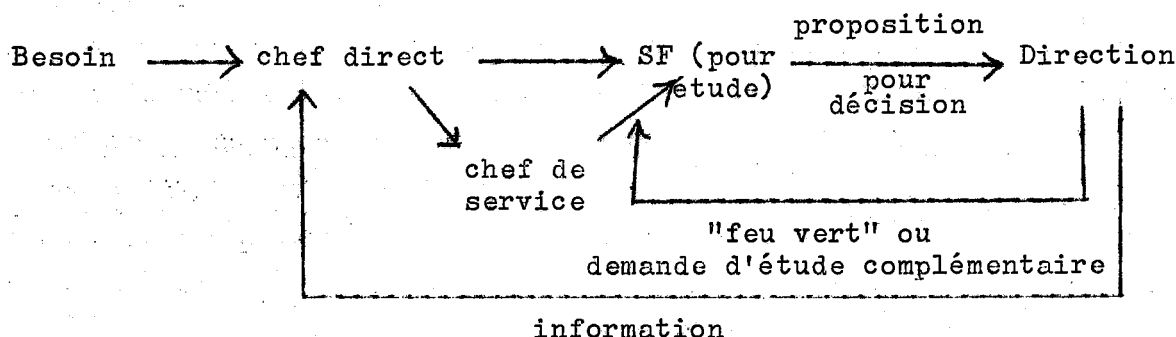 proposition
Besoin chef direct SF (pour Direction
étude) pour
décision
chef de
service
"feu vert" ou
demande d'étude complémentaire
information